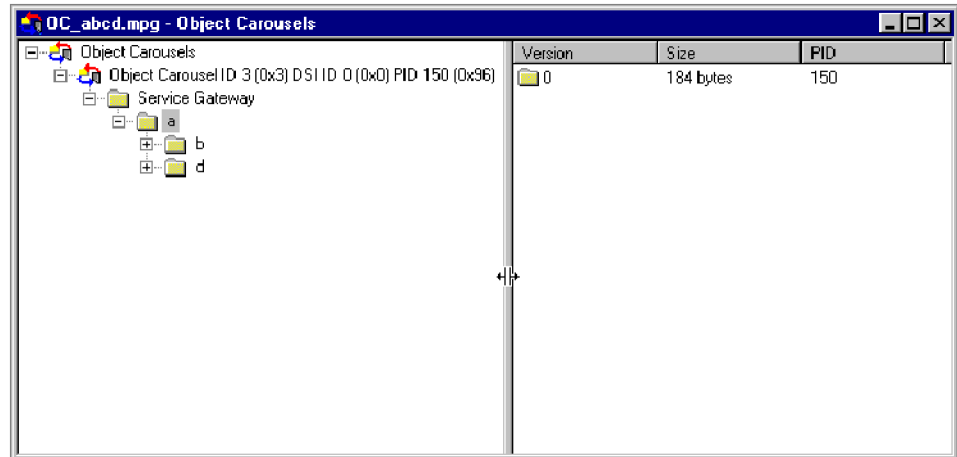 OC_abcd.mpg - Object Carousels
Object Carousels
Object Carousel ID 3 (0x3) DSI ID 0 (0x0) PID 150 (0x96)
Service Gateway
a
b
d
Version Size PID
0 184 bytes 150